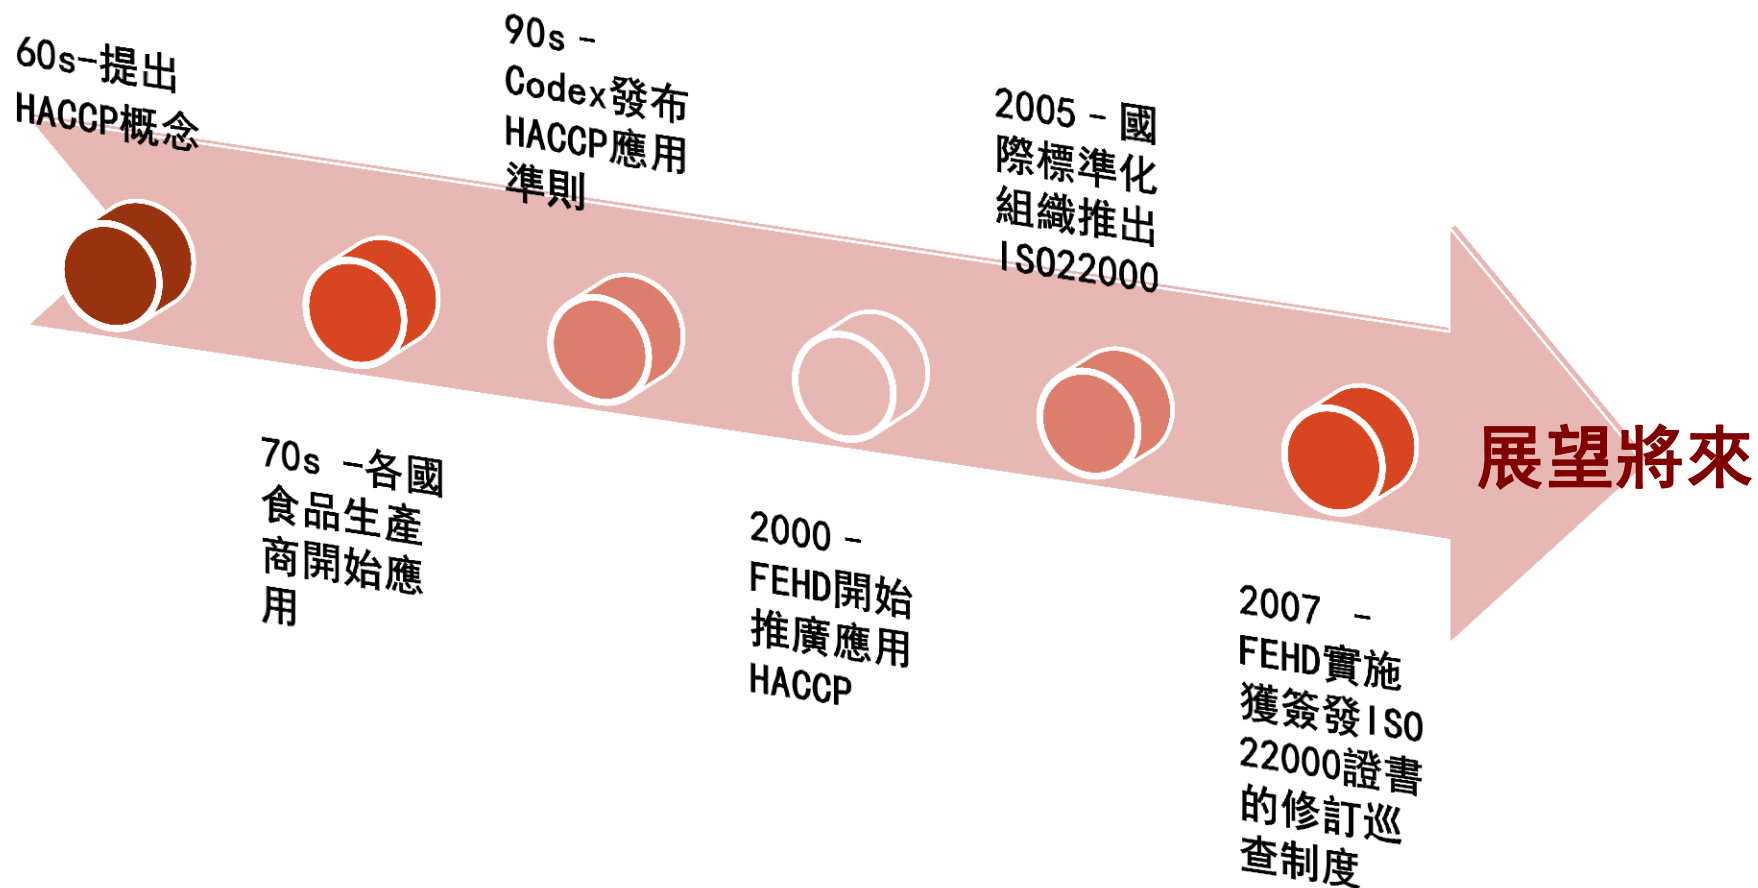 60s-提出
HACCP概念
70s -各國
食品生產
商開始應
用
90s -
Codex發布
HACCP應用
準則
2000 -
FEHD開始
推廣應用
HACCP
2005 - 國
際標準化
組織推出
ISO22000
2007 -
FEHD實施
獲簽發ISO
22000證書
的修訂巡
查制度
展望將來